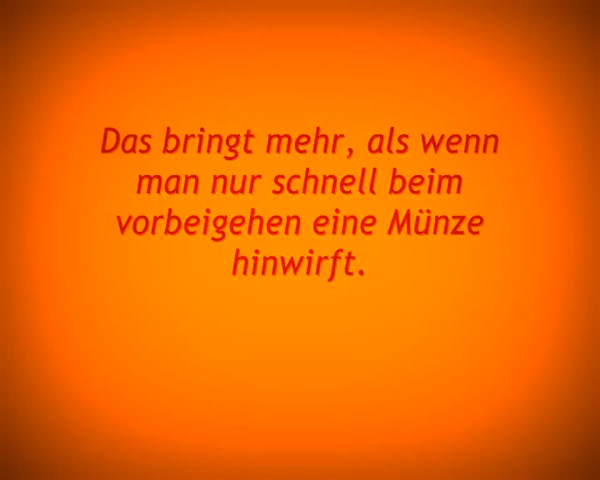 Das bringt mehr, als wenn
man nur schnell beim
vorbeigehen eine Münze
hinwirft.